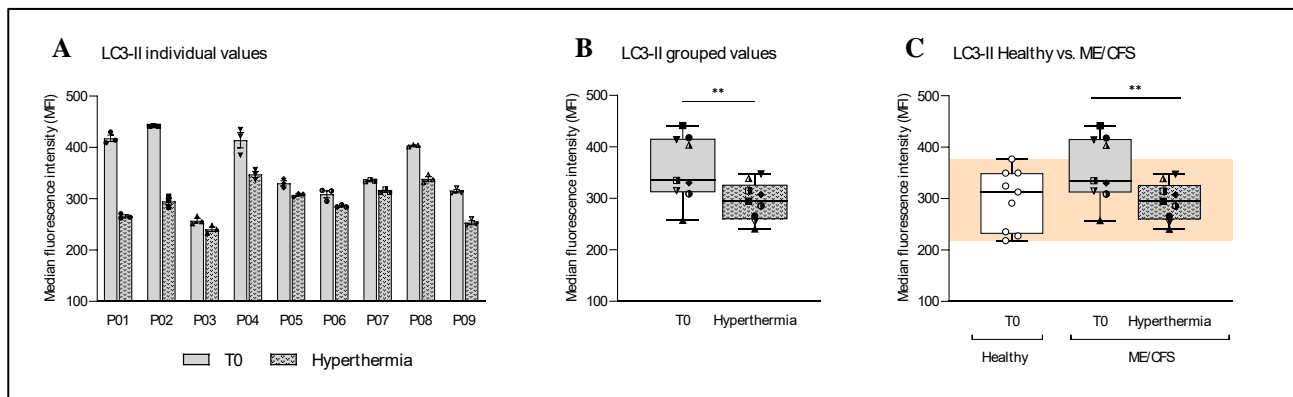 A LC3-II individual values
Median fluorescence intensity (MFI)
500
400
300
200
100
P01 P02 P03 P04 P05 P06 P07 P08 P09
T0 Hyperthermia
B LC3-II grouped values
Median fluorescence intensity (MFI)
500
400
300
200
100
**
T0 Hyperthermia
C LC3-II Healthy vs. ME/CFS
Median fluorescence intensity (MFI)
500
400
300
200
100
**
T0 T0 Hyperthermia
Healthy ME/CFS